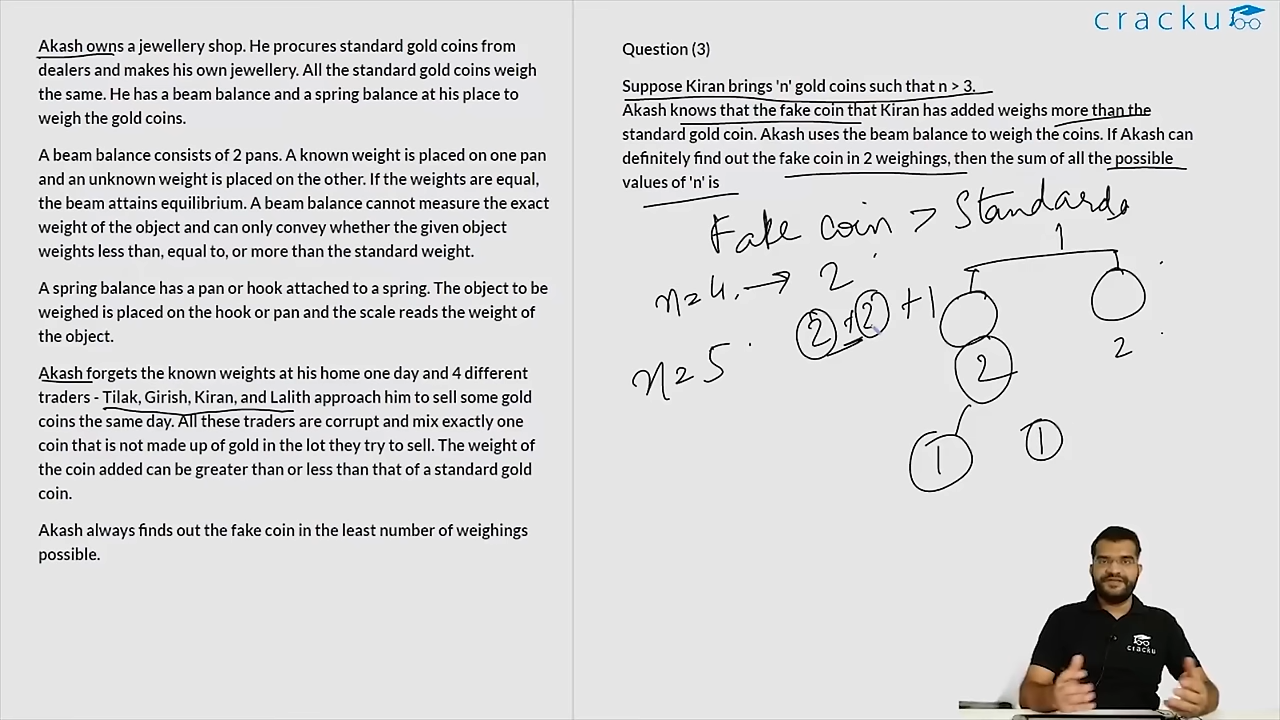 cracku
Akash owns a jewellery shop. He procures standard gold coins from
dealers and makes his own jewellery. All the standard gold coins weigh
the same. He has a beam balance and a spring balance at his place to
weigh the gold coins.
A beam balance consists of 2 pans. A known weight is placed on one pan
and an unknown weight is placed on the other. If the weights are equal,
the beam attains equilibrium. A beam balance cannot measure the exact
weight of the object and can only convey whether the given object
weights less than, equal to, or more than the standard weight.
A spring balance has a pan or hook attached to a spring. The object to be
weighed is placed on the hook or pan and the scale reads the weight of
the object.
Akash forgets the known weights at his home one day and 4 different
traders - Tilak, Girish, Kiran, and Lalith approach him to sell some gold
coins the same day. All these traders are corrupt and mix exactly one
coin that is not made up of gold in the lot they try to sell. The weight of
the coin added can be greater than or less than that of a standard gold
coin.
Akash always finds out the fake coin in the least number of weighings
possible.
Question (3)
Suppose Kiran brings 'n' gold coins such that n > 3.
Akash knows that the fake coin that Kiran has added weighs more than the
standard gold coin. Akash uses the beam balance to weigh the coins. If Akash can
definitely find out the fake coin in 2 weighings, then the sum of all the possible
values of 'n' is
Fake coin > Standards
n=4. → 2
2 + 2 + 1
n=5
1
2
2
1
1
cracku